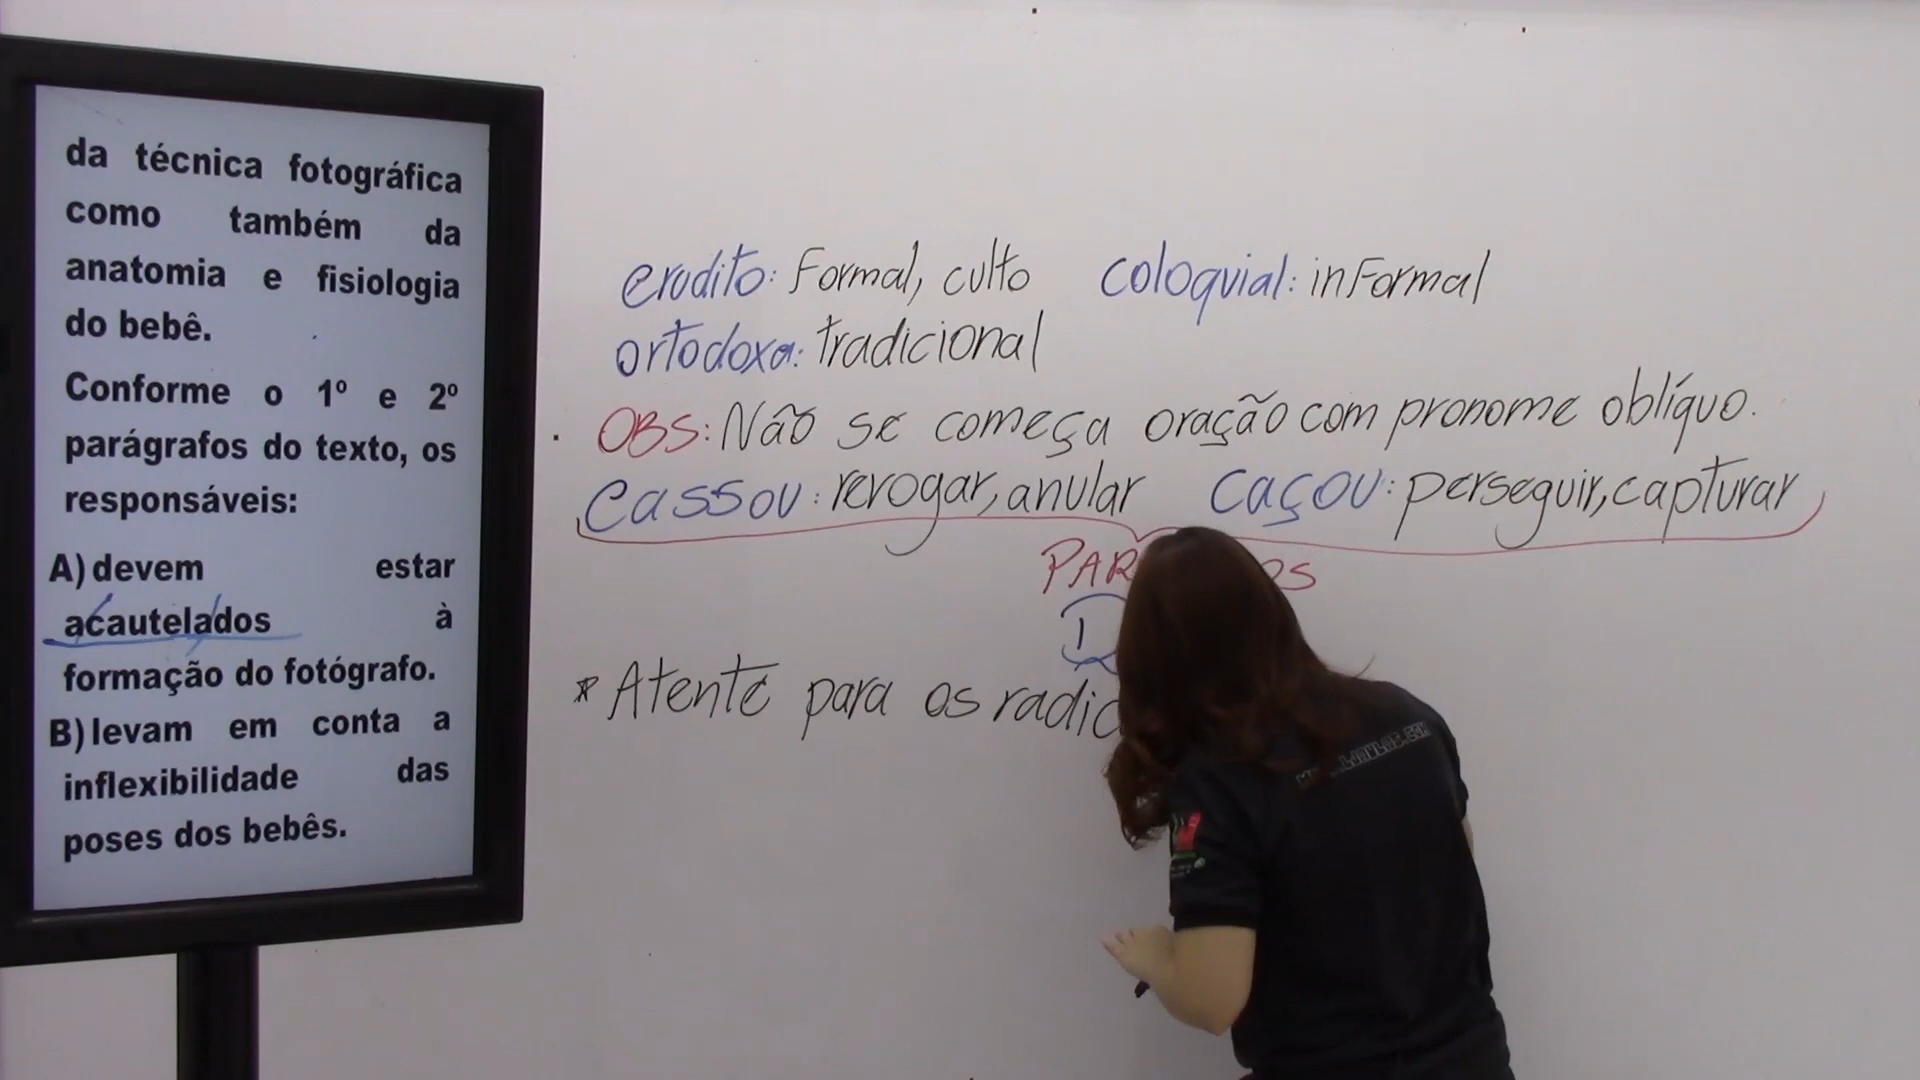 da técnica fotográfica
como também da
anatomia e fisiologia
do bebê.
Conforme o 1º e 2º
parágrafos do texto, os
responsáveis:
A) devem estar
acautelados à
formação do fotógrafo.
B) levam em conta a
inflexibilidade das
poses dos bebês.
erudito: Formal, culto coloquial: informal
ortodoxa: tradicional
OBS: Não se começa oração com pronome oblíquo.
Cassou: revogar, anular Caçou: perseguir, capturar
* Atente para os